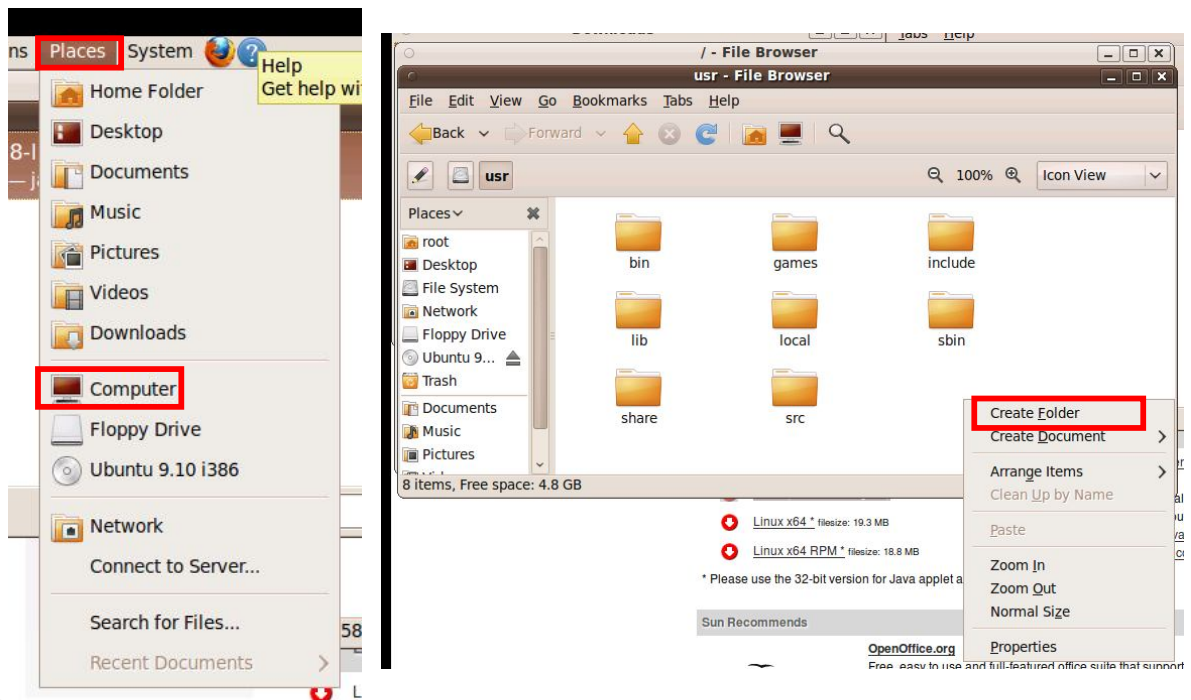 ns Places System
Help
Get help wi
Home Folder
Desktop
8-I
Documents
Music
Pictures
Videos
Downloads
Computer
Floppy Drive
Ubuntu 9.10 i386
Network
Connect to Server...
Search for Files...
58
Recent Documents
L
Tabs Help
/ - File Browser
usr - File Browser
File Edit View Go Bookmarks Tabs Help
Back Forward
usr 100% Icon View
Places
root
Desktop
File System
Network
Floppy Drive
Ubuntu 9...
Trash
Documents
Music
Pictures
bin games include
lib local sbin
share src
8 items, Free space: 4.8 GB
Create Folder
Create Document
Arrange Items
Clean Up by Name
Paste
Zoom In
Zoom Out
Normal Size
Properties
Linux x64 * filesize: 19.3 MB
Linux x64 RPM * filesize: 18.8 MB
* Please use the 32-bit version for Java applet a
Sun Recommends
OpenOffice.org
Free, easy to use and full-featured office suite that support